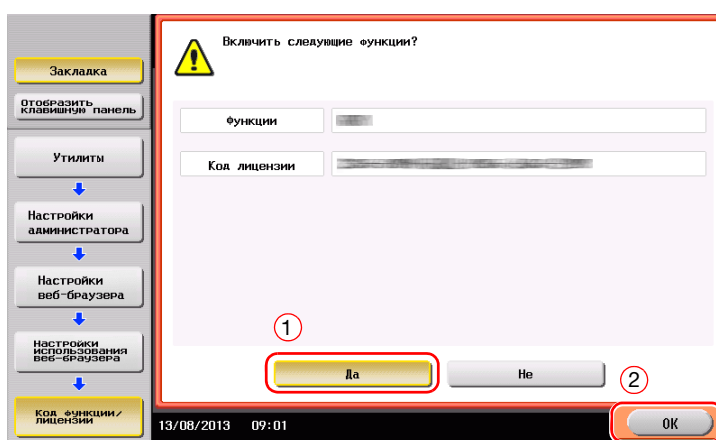 Закладка
Отобразить
клавишную панель
Утилиты
Настройки
администратора
Настройки
веб-браузера
Настройки
использования
веб-браузера
Код функции/
лицензии
Включить следующие функции?
Функции
Код лицензии
1
Да
Не
2
13/08/2013 09:01
OK